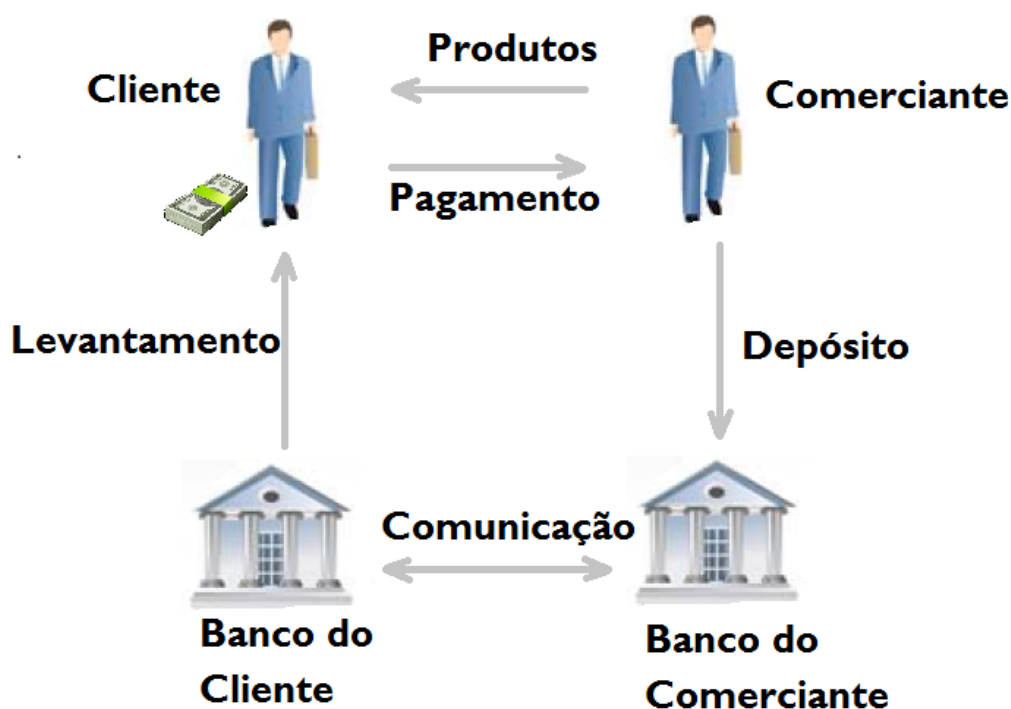 Produtos
Cliente
Comerciante
Pagamento
Levantamento
Depósito
Comunicação
Banco do
Cliente
Banco do
Comerciante